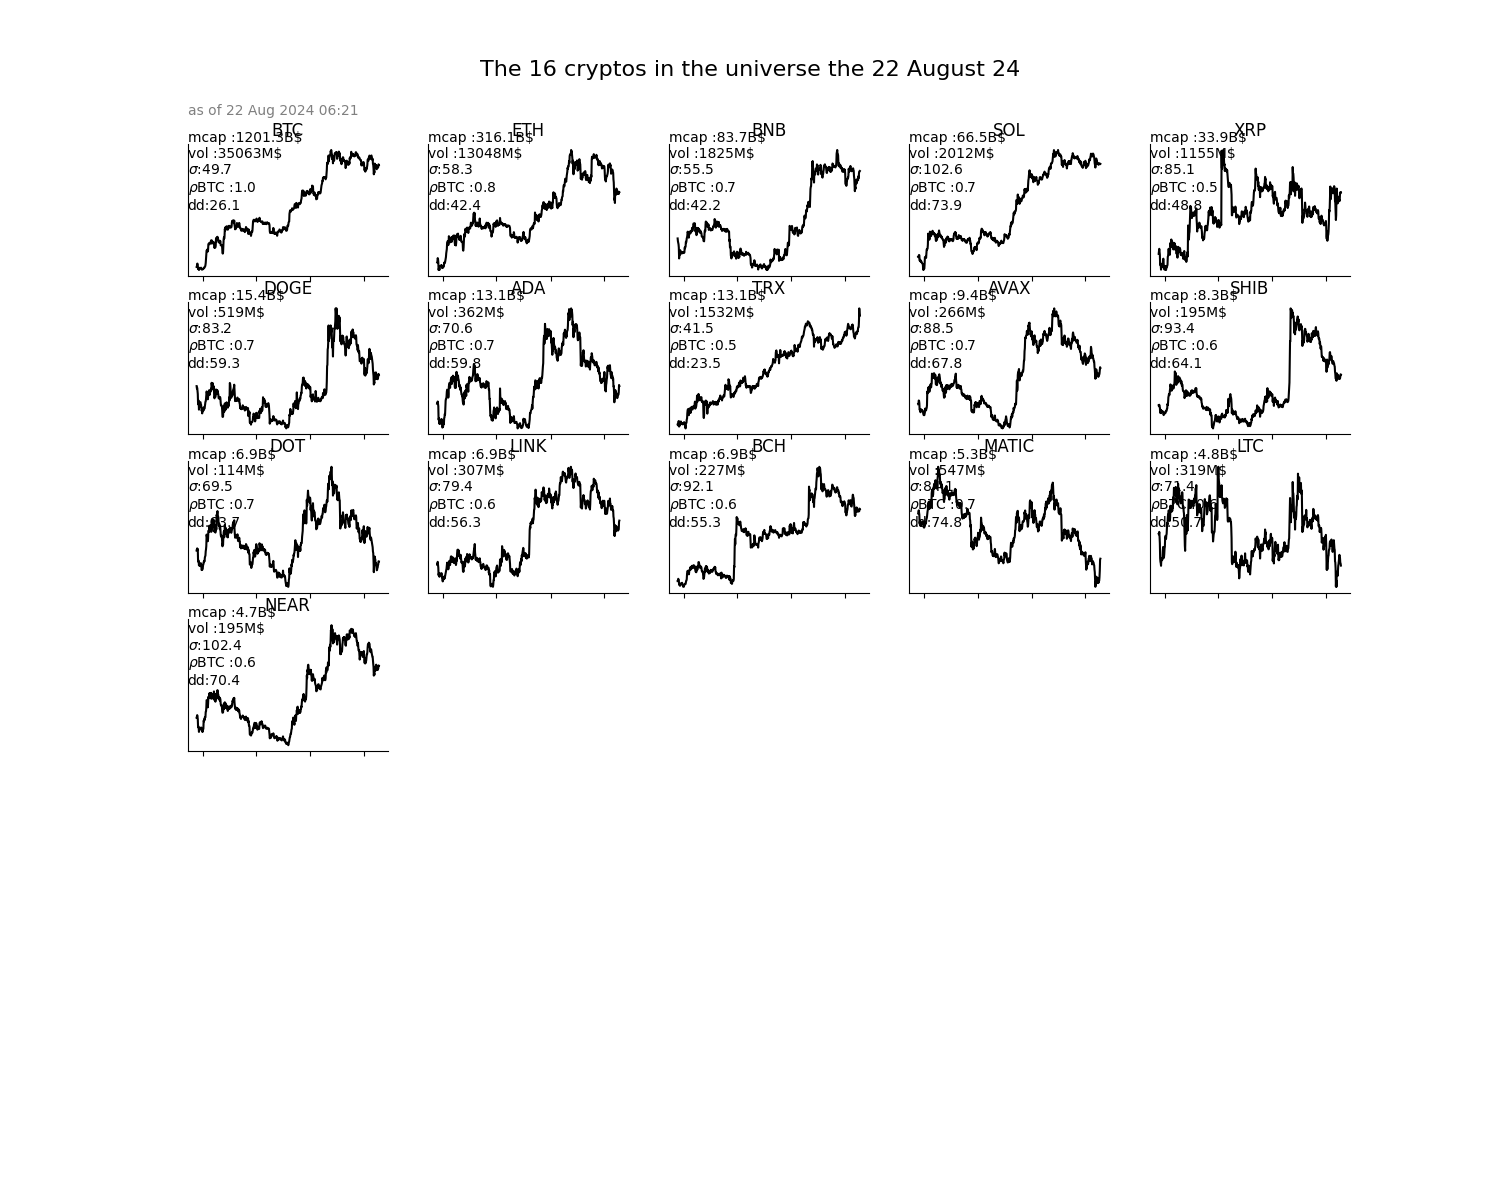 The 16 cryptos in the universe the 22 August 24
as of 22 Aug 2024 06:21
BTC
mcap :1201.3B$
vol :35063M$
σ:49.7
ρBTC :1.0
dd:26.1
ETH
mcap :316.1B$
vol :13048M$
σ:58.3
ρBTC :0.8
dd:42.4
BNB
mcap :83.7B$
vol :1825M$
σ:55.5
ρBTC :0.7
dd:42.2
SOL
mcap :66.5B$
vol :2012M$
σ:102.6
ρBTC :0.7
dd:73.9
XRP
mcap :33.9B$
vol :1155M$
σ:85.1
ρBTC :0.5
dd:48.8
DOGE
mcap :15.4B$
vol :519M$
σ:83.2
ρBTC :0.7
dd:59.3
ADA
mcap :13.1B$
vol :362M$
σ:70.6
ρBTC :0.7
dd:59.8
TRX
mcap :13.1B$
vol :1532M$
σ:41.5
ρBTC :0.5
dd:23.5
AVAX
mcap :9.4B$
vol :266M$
σ:88.5
ρBTC :0.7
dd:67.8
SHIB
mcap :8.3B$
vol :195M$
σ:93.4
ρBTC :0.6
dd:64.1
DOT
mcap :6.9B$
vol :114M$
σ:69.5
ρBTC :0.7
LINK
mcap :6.9B$
vol :307M$
σ:79.4
ρBTC :0.6
dd:56.3
BCH
mcap :6.9B$
vol :227M$
σ:92.1
ρBTC :0.6
dd:55.3
MATIC
mcap :5.3B$
vol :547M$
ρBTC :0.7
dd:74.8
LTC
mcap :4.8B$
vol :319M$
σ:71.4
dd:50.7
NEAR
mcap :4.7B$
vol :195M$
σ:102.4
ρBTC :0.6
dd:70.4